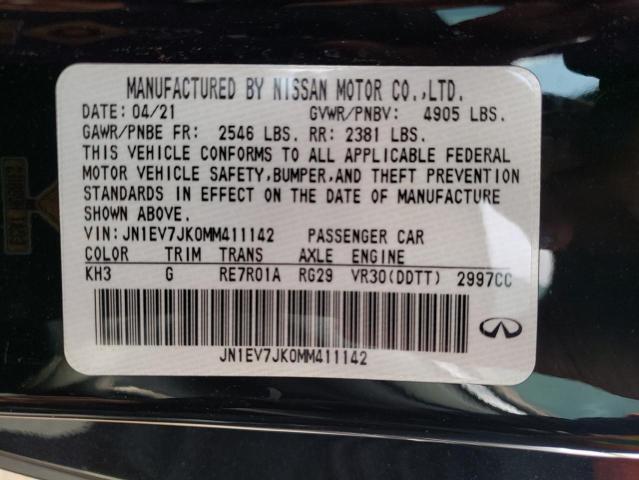 MANUFACTURED BY NISSAN MOTOR CO.,LTD.
DATE: 04/21 GVWR/PNBV: 4905 LBS.
GAWR/PNBE FR: 2546 LBS. RR: 2381 LBS.
THIS VEHICLE CONFORMS TO ALL APPLICABLE FEDERAL
MOTOR VEHICLE SAFETY,BUMPER,AND THEFT PREVENTION
STANDARDS IN EFFECT ON THE DATE OF MANUFACTURE
SHOWN ABOVE.
VIN:JN1EV7JK0MM411142 PASSENGER CAR
COLOR TRIM TRANS AXLE ENGINE
KH3 G RE7R01A RG29 VR30(DDTT) 2997CC
JN1EV7JK0MM411142